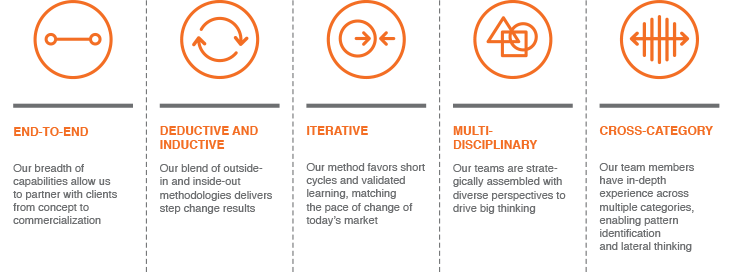 END-TO-END
Our breadth of
capabilities allow us
to partner with clients
from concept to
commercialization
DEDUCTIVE AND
INDUCTIVE
Our blend of outside-
in and inside-out
methodologies delivers
step change results
ITERATIVE
Our method favors short
cycles and validated
learning, matching
the pace of change of
today's market
MULTI-
DISCIPLINARY
Our teams are strate-
gically assembled with
diverse perspectives to
drive big thinking
CROSS-CATEGORY
Our team members
have in-depth
experience across
multiple categories,
enabling pattern
identification
and lateral thinking